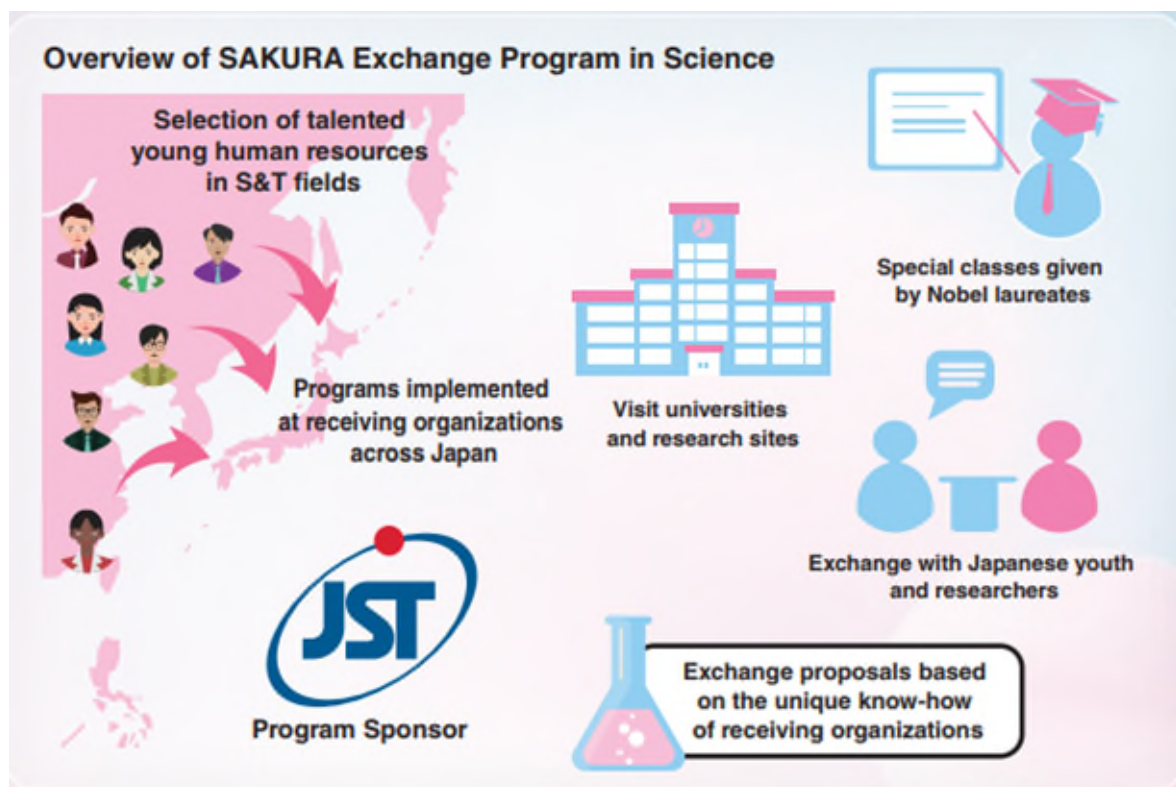 Overview of SAKURA Exchange Program in Science
Selection of talented
young human resources
in S&T fields
Programs implemented
at receiving organizations
across Japan
JST
Program Sponsor
Visit universities
and research sites
Special classes given
by Nobel laureates
Exchange with Japanese youth
and researchers
Exchange proposals based
on the unique know-how
of receiving organizations